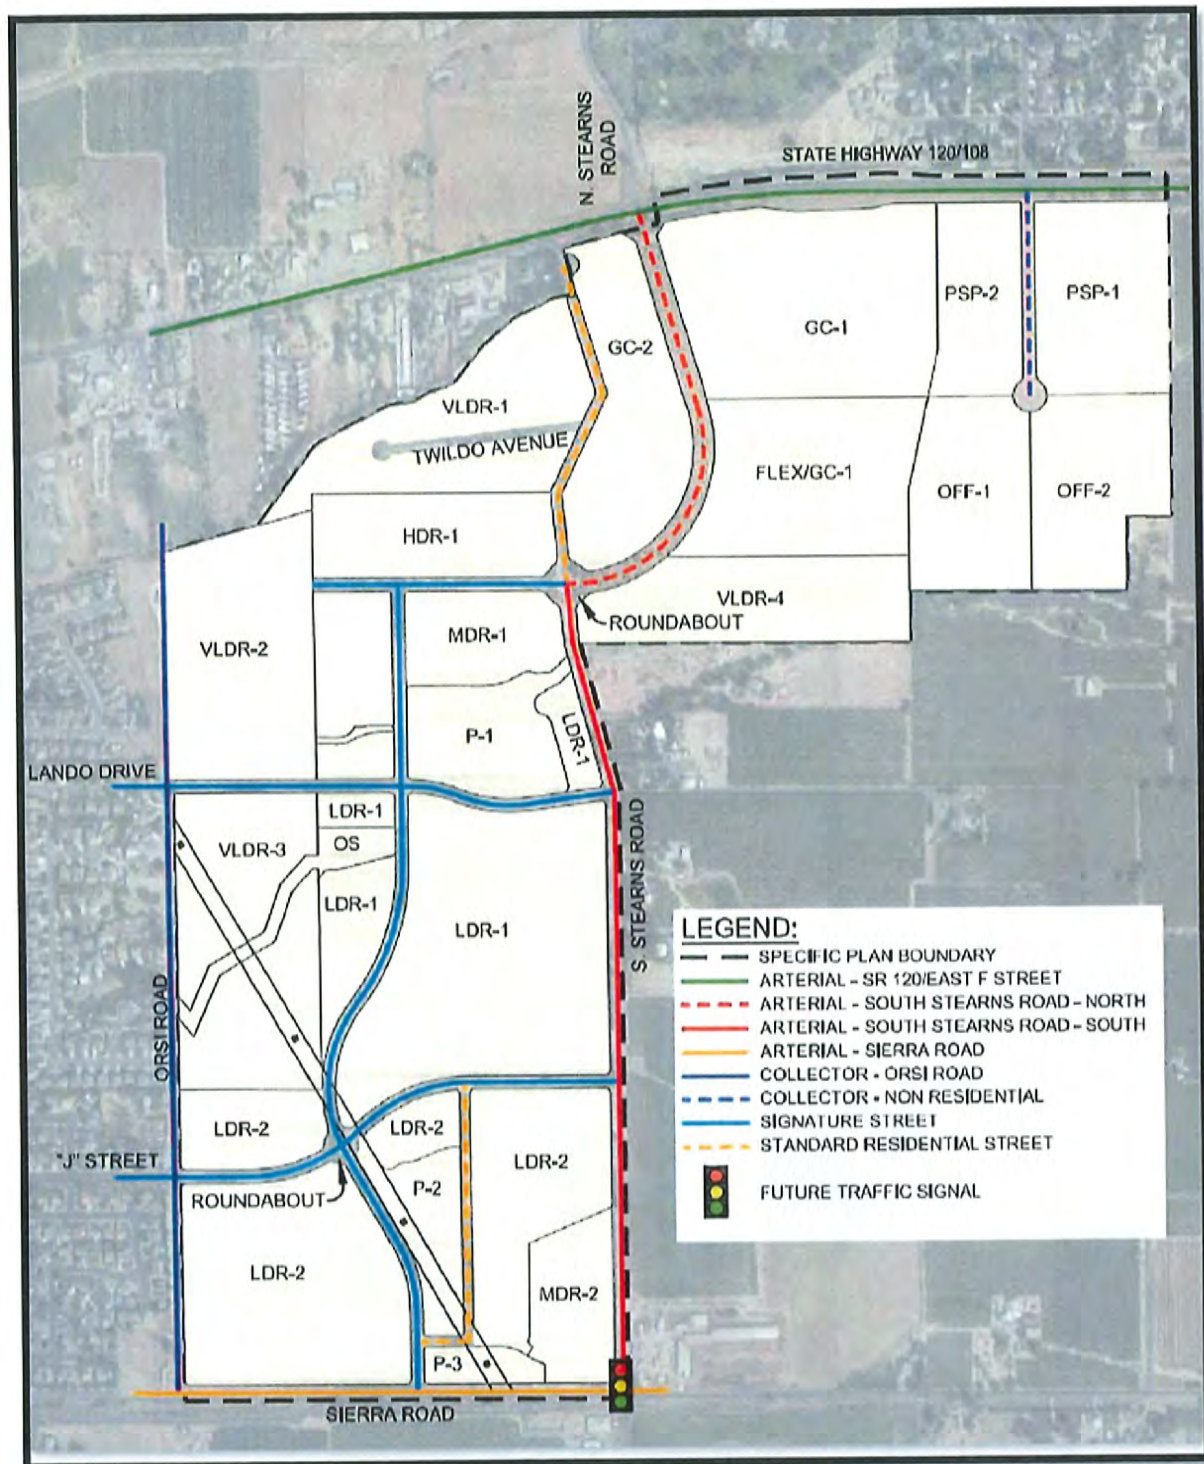 N. STEARNS
ROAD
STATE HIGHWAY 120/108
PSP-2
PSP-1
GC-1
GC-2
VLDR-1
TWILDO AVENUE
FLEX/GC-1
OFF-1
OFF-2
HDR-1
VLDR-4
ROUNDABOUT
MDR-1
VLDR-2
P-1
LDR-1
LANDO DRIVE
LDR-1
VLDR-3
OS
S. STEARNS ROAD
LDR-1
LDR-1
ORSI ROAD
LDR-2
LDR-2
LDR-2
"J" STREET
P-2
ROUNDABOUT
LDR-2
MDR-2
P-3
SIERRA ROAD
LEGEND:
SPECIFIC PLAN BOUNDARY
ARTERIAL - SR 120/EAST F STREET
ARTERIAL - SOUTH STEARNS ROAD - NORTH
ARTERIAL - SOUTH STEARNS ROAD - SOUTH
ARTERIAL - SIERRA ROAD
COLLECTOR - ORSI ROAD
COLLECTOR - NON RESIDENTIAL
SIGNATURE STREET
STANDARD RESIDENTIAL STREET
FUTURE TRAFFIC SIGNAL